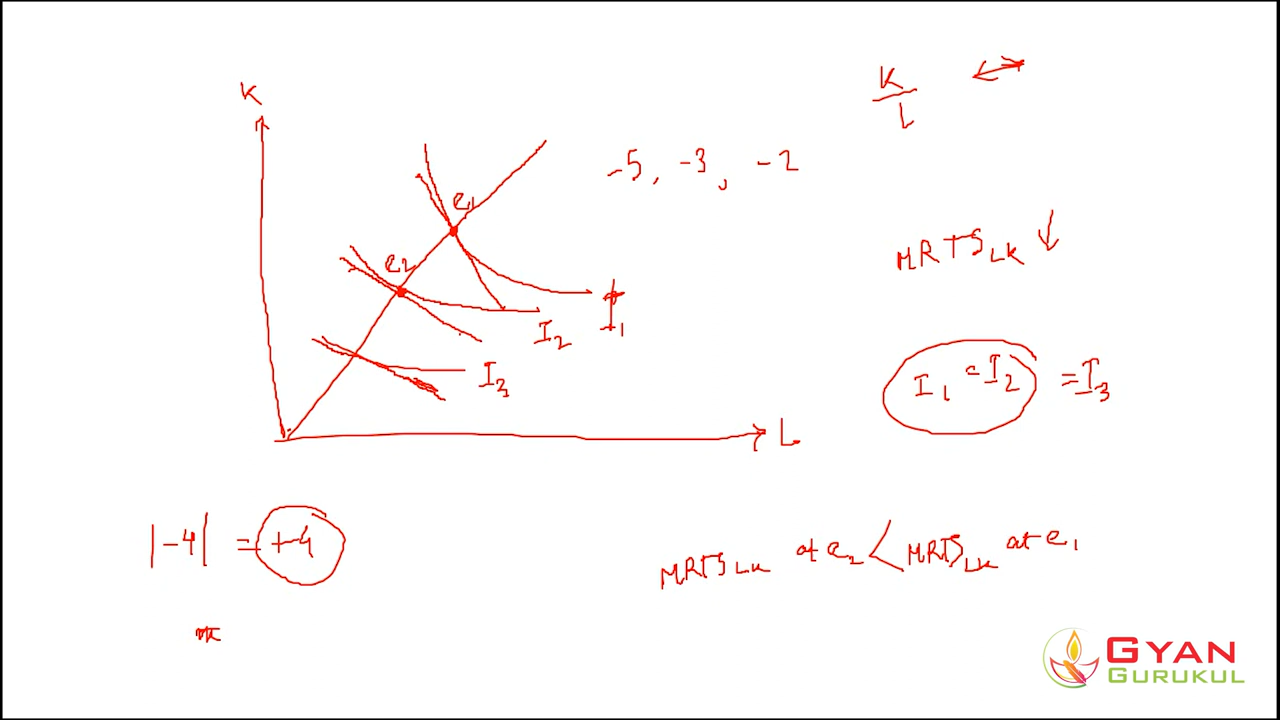 K
K/L
-5, -3, -2
e1
MRTSLK ↓
e2
I1
I2
I3
I1 = I2 = I3
L
|-4| = +4
MRTSLK at e2 < MRTSLK at e1
GYAN
GURUKUL